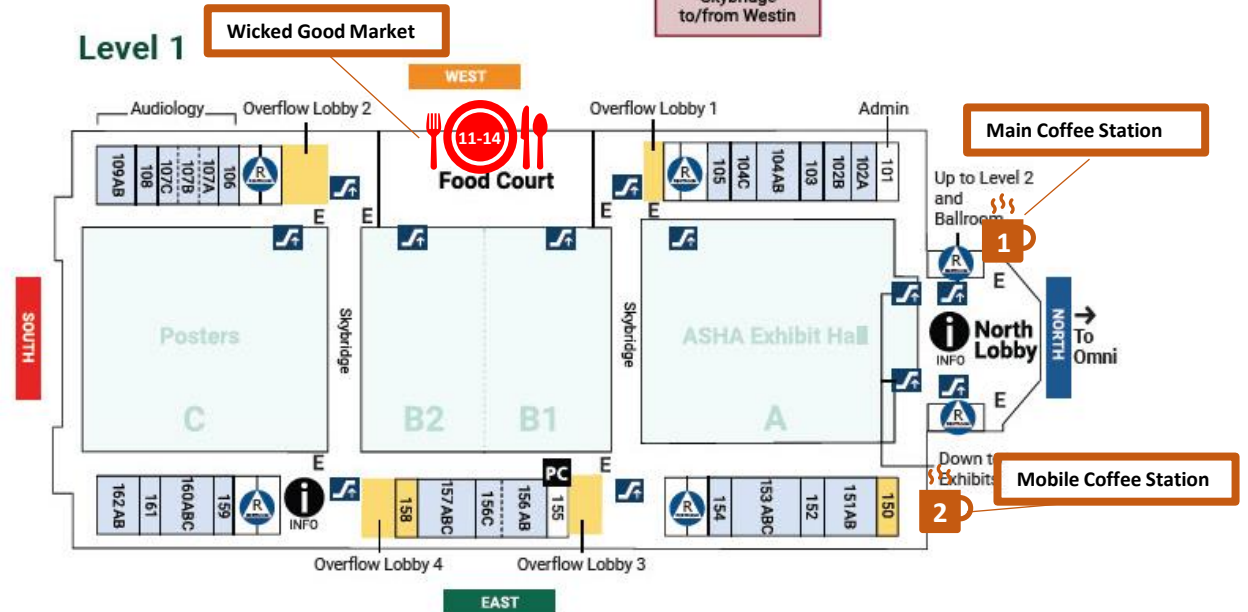 Skybridge
to/from Westin
Wicked Good Market
Level 1
WEST
Audiology
Overflow Lobby 2
Overflow Lobby 1
Admin
Main Coffee Station
11-14
Food Court
109AB
108
107C
107B
107A
106
R
R
105
104C
104AB
103
102B
102A
101
Up to Level 2
and
Ballroom
1
E
E
E
E
R
E
SOUTH
Posters
Skybridge
Skybridge
ASHA Exhibit Hall
i
INFO
North
Lobby
NORTH
To
Omni
C
B2
B1
A
E
R
E
E
PC
Down to
Exhibits
Mobile Coffee Station
2
162AB
161
160ABC
159
R
i
INFO
158
157ABC
156C
156 AB
155
R
154
153ABC
152
151AB
150
Overflow Lobby 4
Overflow Lobby 3
EAST